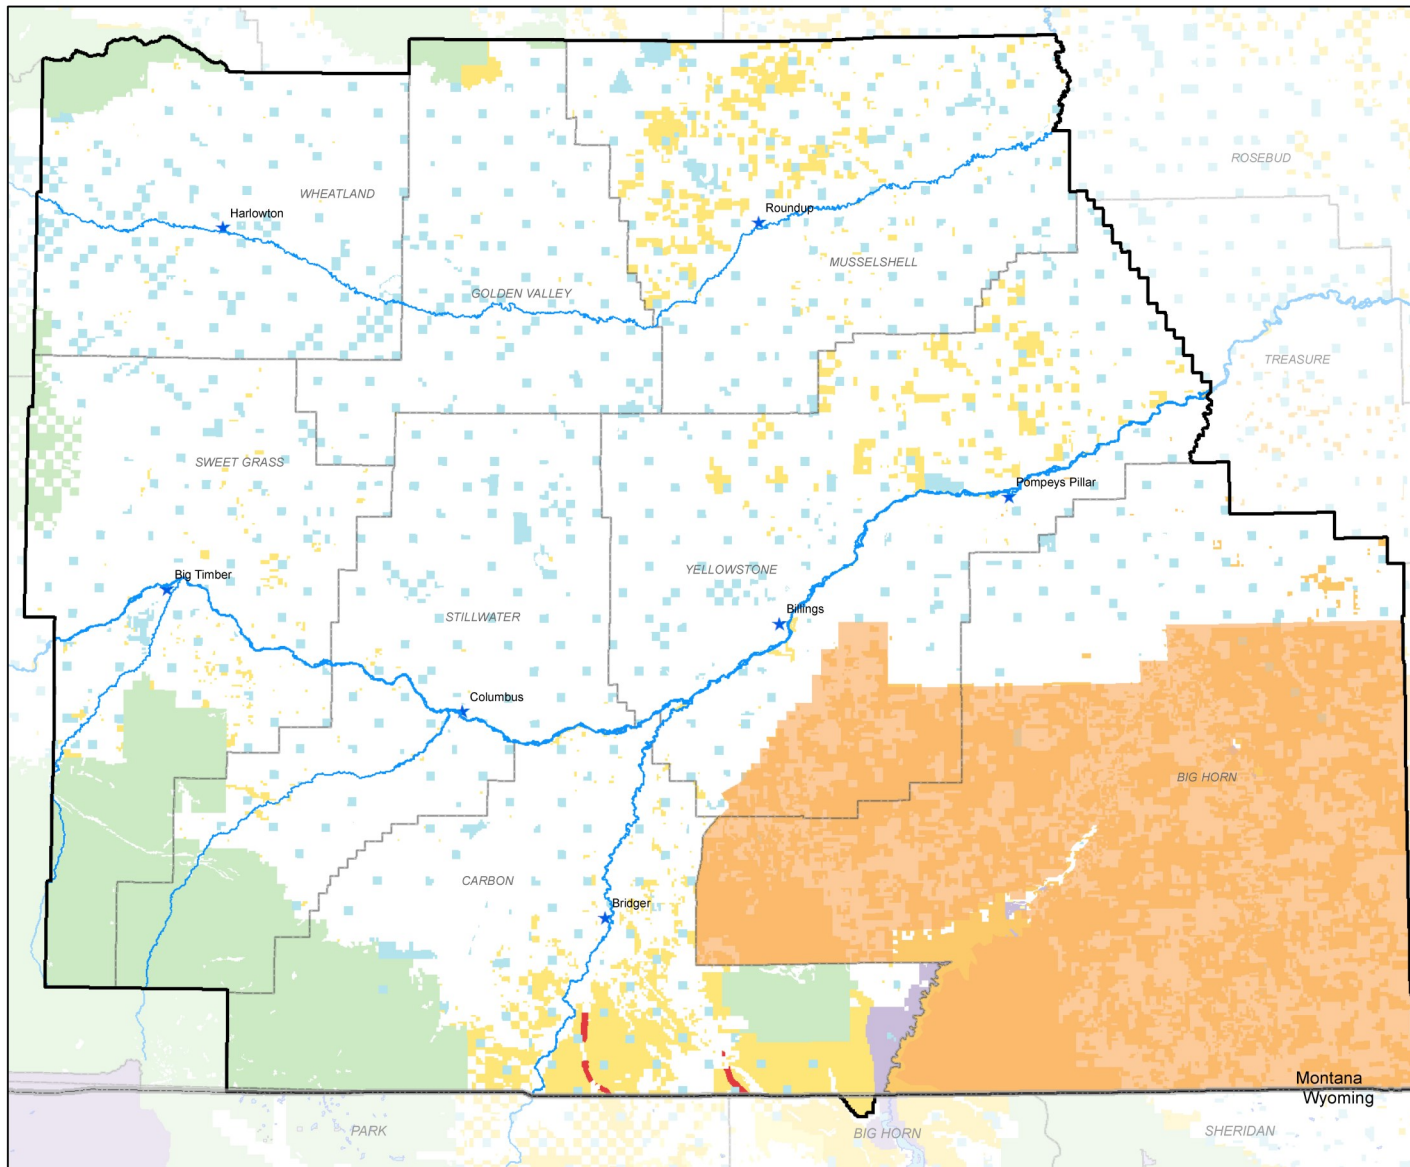 ROSEBUD
WHEATLAND
Harlowton
Roundup
MUSSELSHELL
GOLDEN VALLEY
TREASURE
SWEET GRASS
Pompeys Pillar
YELLOWSTONE
Big Timber
Billings
STILLWATER
Columbus
BIG HORN
CARBON
Bridger
Montana
Wyoming
PARK
BIG HORN
SHERIDAN